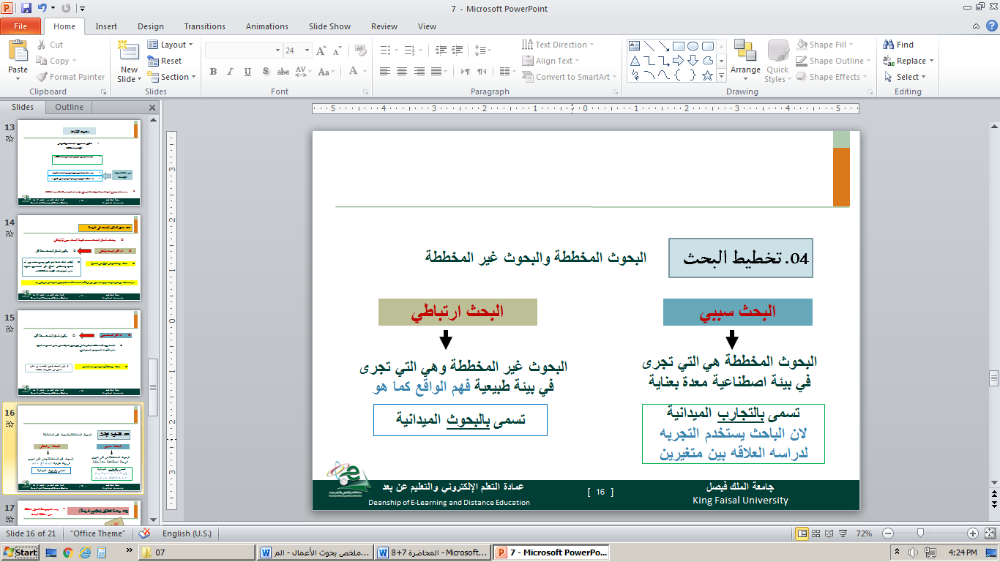 7 - Microsoft PowerPoint
File Home Insert Design Transitions Animations Slide Show Review View
Paste
Cut
Copy
Format Painter
Clipboard
New Slide
Layout
Reset
Section
Slides
24
B I U S abc AV Aa A
Font
Text Direction
Align Text
Convert to SmartArt
Paragraph
Arrange
Quick Styles
Shape Fill
Shape Outline
Shape Effects
Drawing
Find
Replace
Select
Editing
Slides Outline
13
14
15
16
17
04. تخطيط البحث
البحوث المخططة والبحوث غير المخططة
البحث سببي
البحوث المخططة هي التي تجرى
في بيئة اصطناعية معدة بعناية
تسمى بالتجارب الميدانية
لان الباحث يستخدم التجربه
لدراسه العلاقه بين متغيرين
البحث ارتباطي
البحوث غير المخططة وهي التي تجرى
في بيئة طبيعية فهم الواقع كما هو
تسمى بالبحوث الميدانية
جامعة الملك فيصل
King Faisal University
[ 16 ]
عمادة التعلم الإلكتروني والتعليم عن بعد
Deanship of E-Learning and Distance Education
Slide 16 of 21 "Office Theme" English (U.S.) 72%
Start
07
ملخص بحوث الأعمال - الم...
المحاضرة 7+8 - Microsoft...
7 - Microsoft PowerPo...
4:24 PM